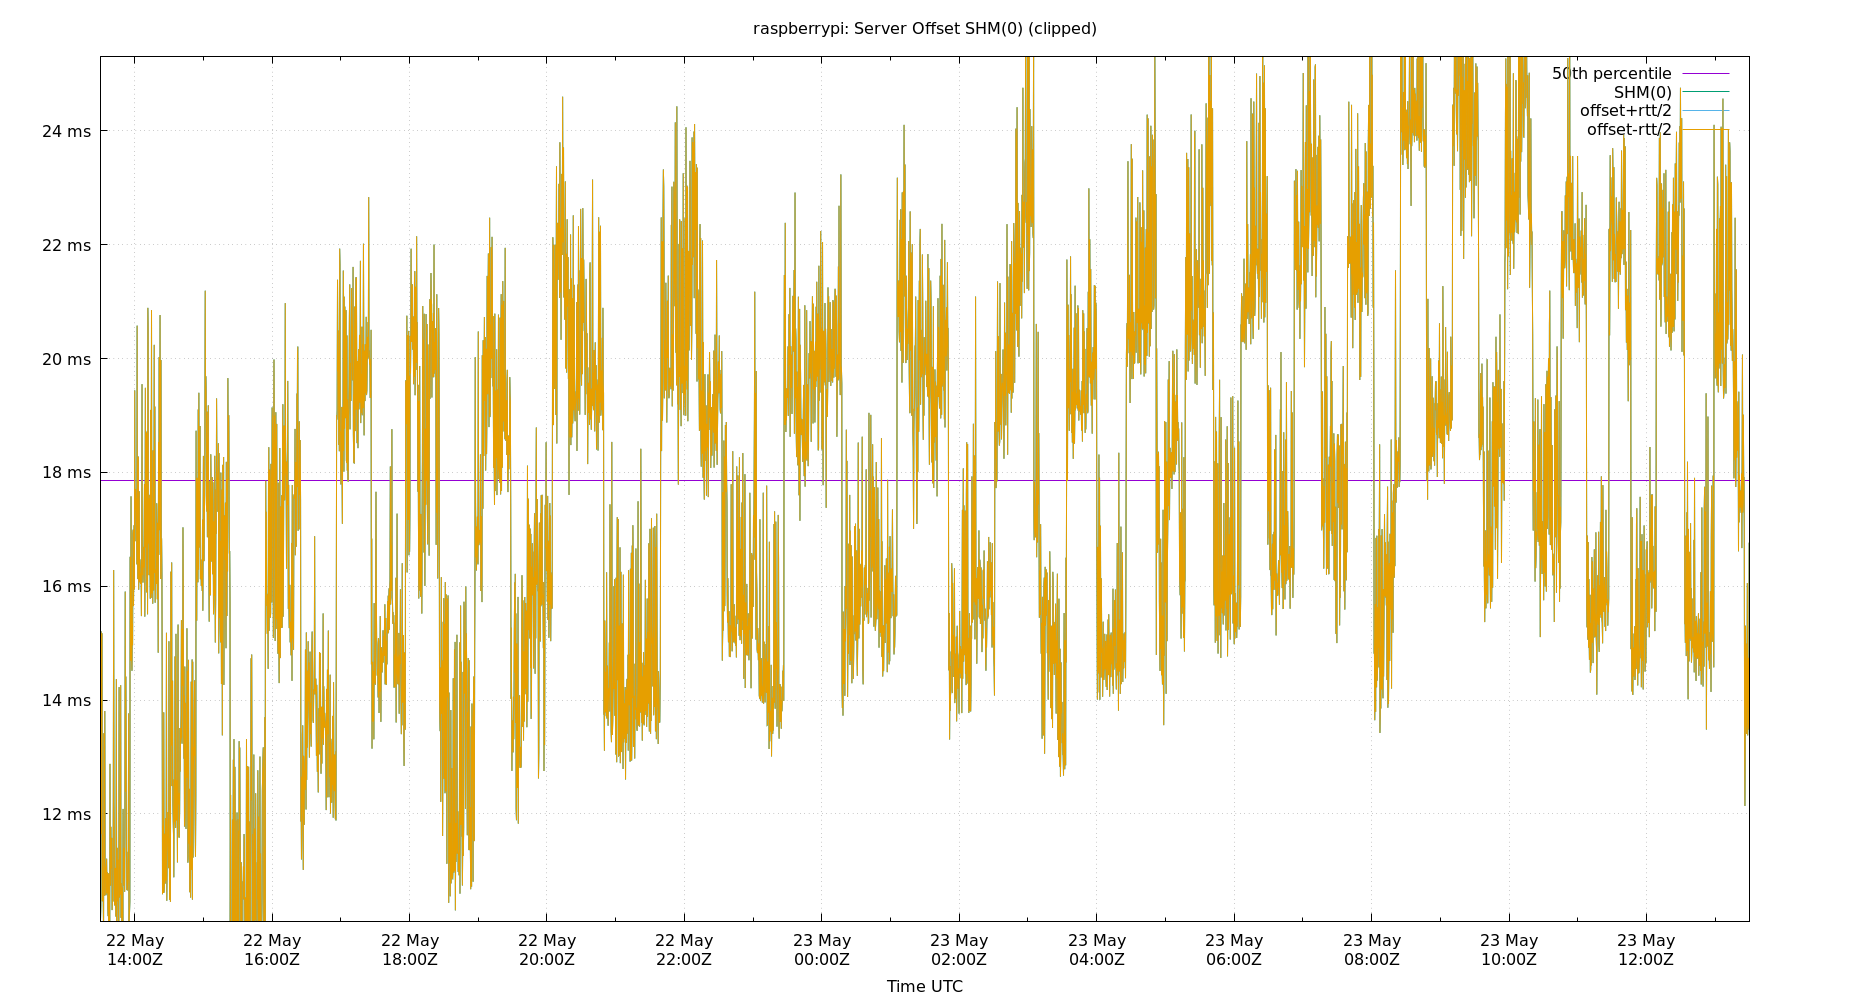 raspberrypi: Server Offset SHM(0) (clipped)
50th percentile
SHM(0)
offset+rtt/2
offset-rtt/2
24 ms
22 ms
20 ms
18 ms
16 ms
14 ms
12 ms
22 May 22 May 22 May 22 May 22 May 23 May 23 May 23 May 23 May 23 May 23 May 23 May
14:00Z 16:00Z 18:00Z 20:00Z 22:00Z 00:00Z 02:00Z 04:00Z 06:00Z 08:00Z 10:00Z 12:00Z
Time UTC